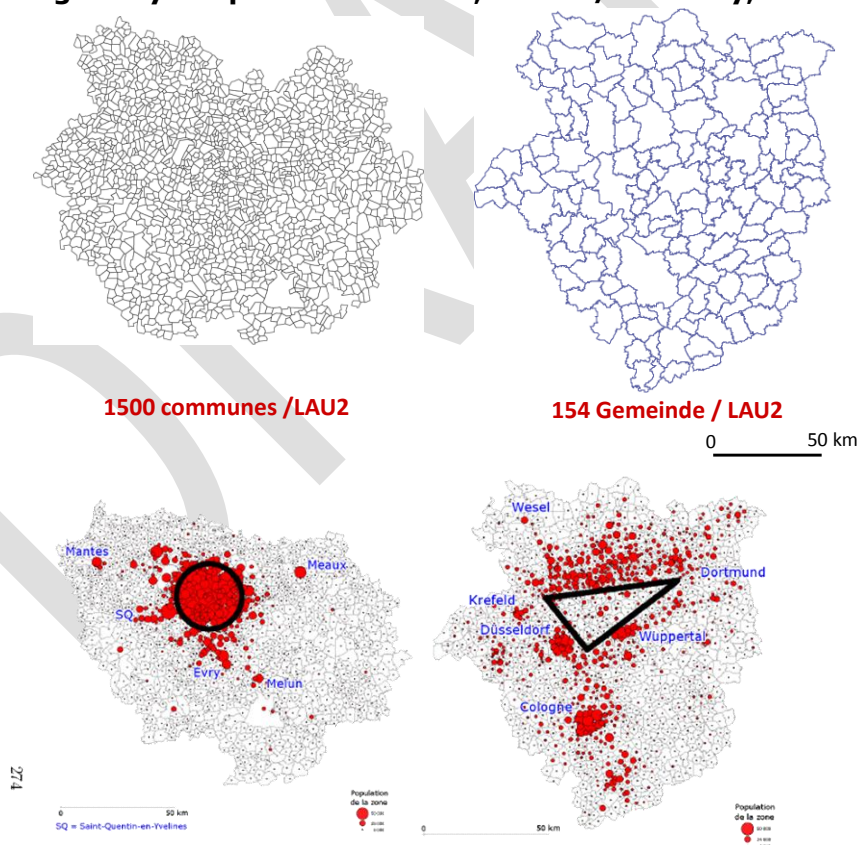 1500 communes /LAU2
154 Gemeinde / LAU2
0 50 km
Mantes
Meaux
SQ
Evry
Melun
Wesel
Dortmund
Krefeld
Düsseldorf
Wuppertal
Cologne
274
0 50 km
SQ = Saint-Quentin-en-Yvelines
Population
de la zone
0 50 km
Population
de la zone